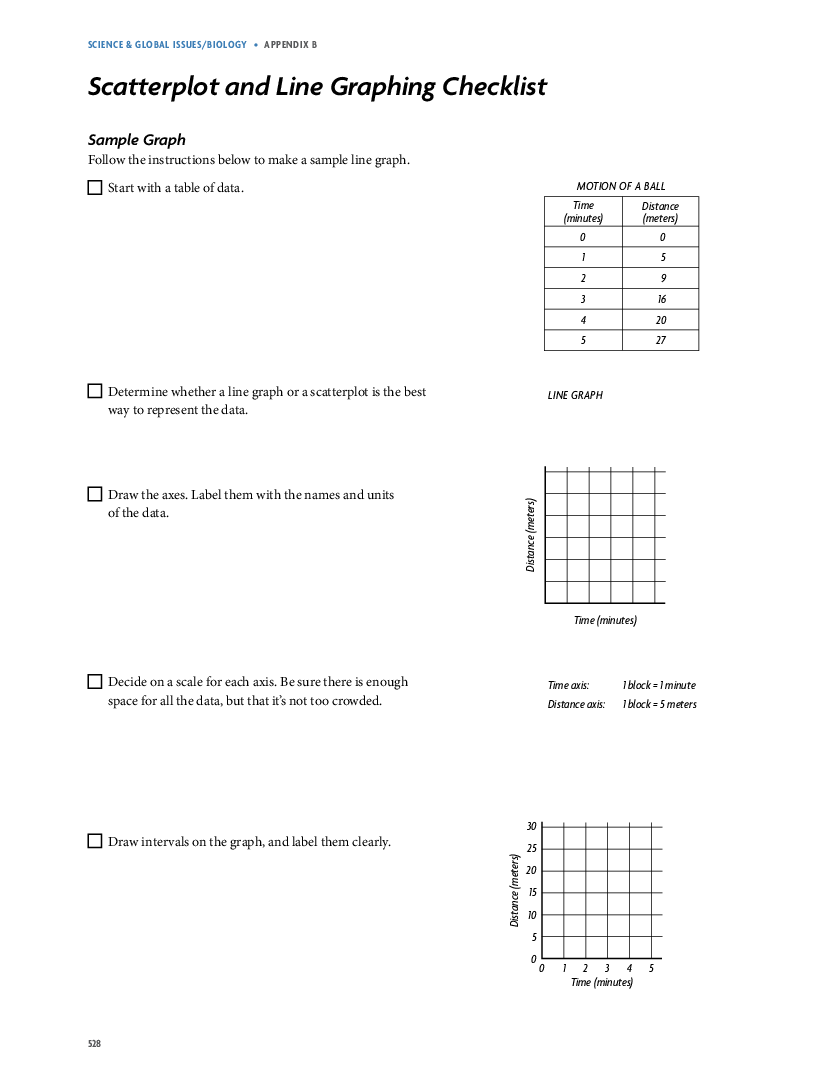 SCIENCE & GLOBAL ISSUES/BIOLOGY • APPENDIX B
Scatterplot and Line Graphing Checklist
Sample Graph
Follow the instructions below to make a sample line graph.
Start with a table of data.
MOTION OF A BALL
Time (minutes) Distance (meters)
0 0
1 5
2 9
3 16
4 20
5 27
Determine whether a line graph or a scatterplot is the best
way to represent the data.
LINE GRAPH
Draw the axes. Label them with the names and units
of the data.
Distance (meters)
Time (minutes)
Decide on a scale for each axis. Be sure there is enough
space for all the data, but that it's not too crowded.
Time axis: 1 block = 1 minute
Distance axis: 1 block = 5 meters
Draw intervals on the graph, and label them clearly.
Distance (meters)
30
25
20
15
10
5
0
0 1 2 3 4 5
Time (minutes)
528